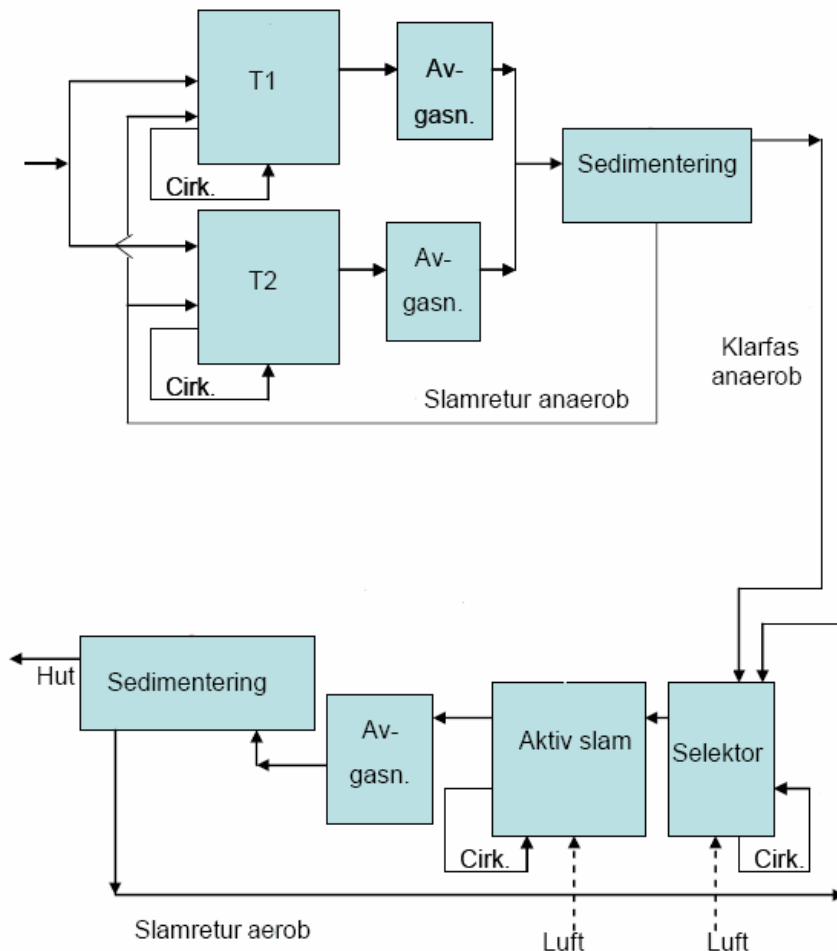 T1
Av-
gasn.
Cirk.
Sedimentering
T2
Av-
gasn.
Cirk.
Klarfas
anaerob
Slamretur anaerob
Hut
Sedimentering
Av-
gasn.
Aktiv slam
Selektor
Cirk.
Cirk.
Slamretur aerob
Luft
Luft